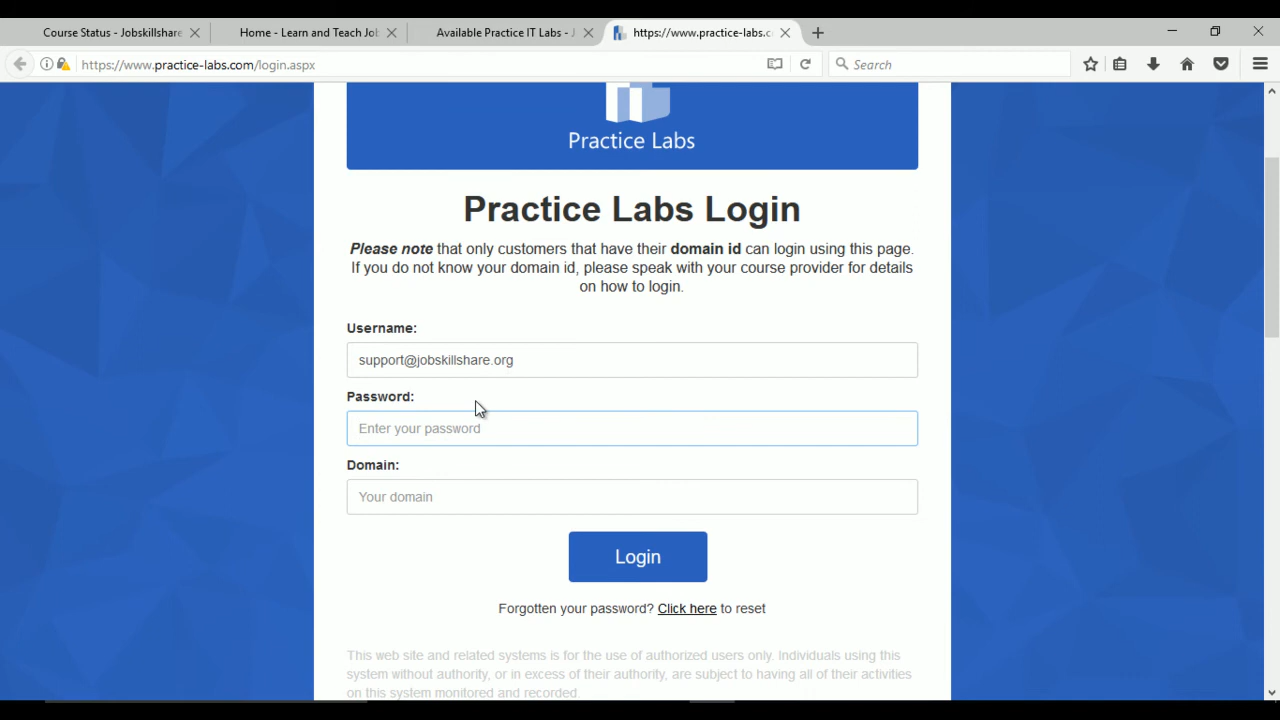 Course Status - Jobskillshare
Home - Learn and Teach Jo
Available Practice IT Labs - J
https://www.practice-labs.c
https://www.practice-labs.com/login.aspx
Search
Practice Labs
Practice Labs Login
Please note that only customers that have their domain id can login using this page.
If you do not know your domain id, please speak with your course provider for details
on how to login.
Username:
support@jobskillshare.org
Password:
Enter your password
Domain:
Your domain
Login
Forgotten your password? Click here to reset
This web site and related systems is for the use of authorized users only. Individuals using this
system without authority, or in excess of their authority, are subject to having all of their activities
on this system monitored and recorded